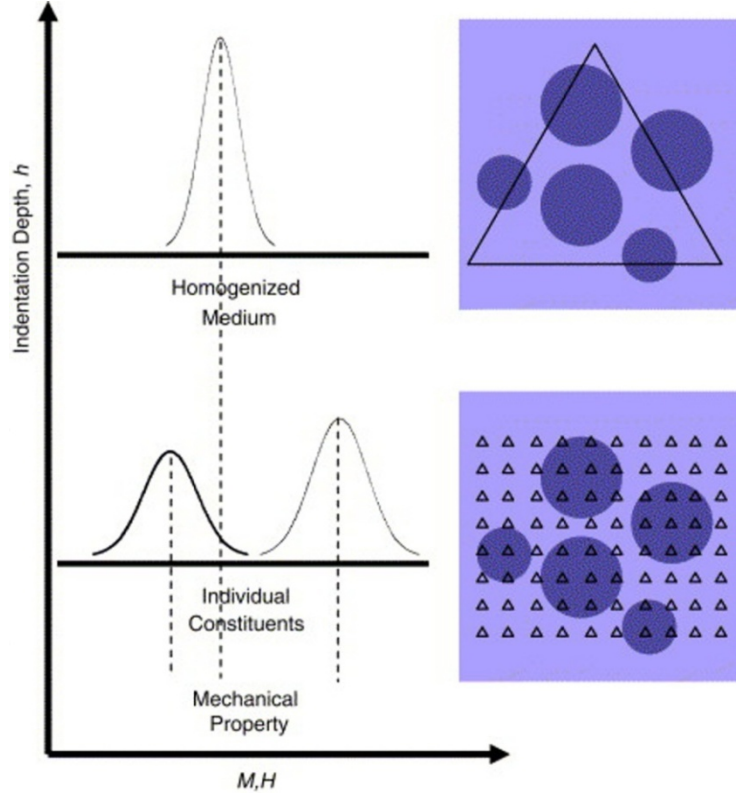 Indentation Depth, h
Homogenized
Medium
Individual
Constituents
Mechanical
Property
M,H